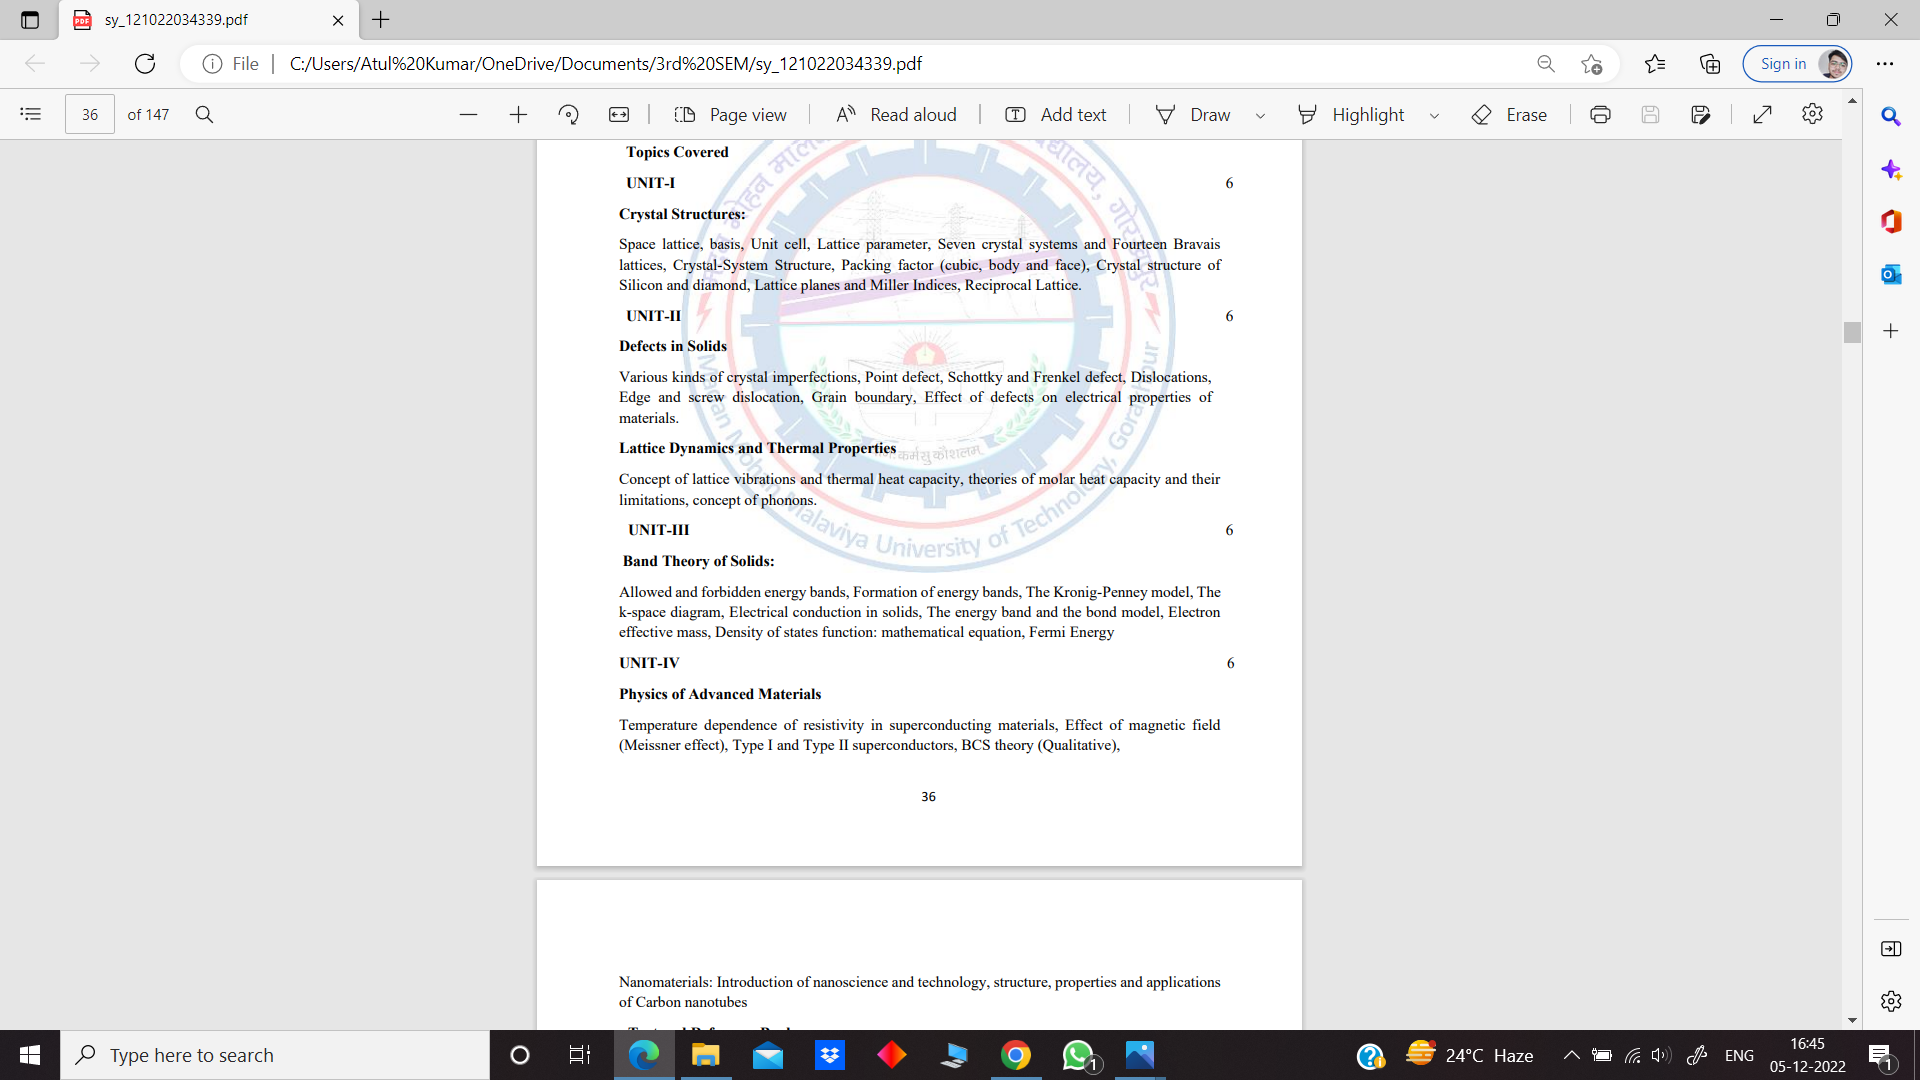 sy_121022034339.pdf
File
C:/Users/Atul%20Kumar/OneDrive/Documents/3rd%20SEM/sy_121022034339.pdf
Sign in
36 of 147
Page view
Read aloud
Add text
Draw
Highlight
Erase
Topics Covered
UNIT-I 6
Crystal Structures:
Space lattice, basis, Unit cell, Lattice parameter, Seven crystal systems and Fourteen Bravais
lattices, Crystal-System Structure, Packing factor (cubic, body and face), Crystal structure of
Silicon and diamond, Lattice planes and Miller Indices, Reciprocal Lattice.
UNIT-II 6
Defects in Solids
Various kinds of crystal imperfections, Point defect, Schottky and Frenkel defect, Dislocations,
Edge and screw dislocation, Grain boundary, Effect of defects on electrical properties of
materials.
Lattice Dynamics and Thermal Properties
Concept of lattice vibrations and thermal heat capacity, theories of molar heat capacity and their
limitations, concept of phonons.
UNIT-III 6
Band Theory of Solids:
Allowed and forbidden energy bands, Formation of energy bands, The Kronig-Penney model, The
k-space diagram, Electrical conduction in solids, The energy band and the bond model, Electron
effective mass, Density of states function: mathematical equation, Fermi Energy
UNIT-IV 6
Physics of Advanced Materials
Temperature dependence of resistivity in superconducting materials, Effect of magnetic field
(Meissner effect), Type I and Type II superconductors, BCS theory (Qualitative),
36
Madan Mohan Malaviya University of Technology, Gorakhpur
Nanomaterials: Introduction of nanoscience and technology, structure, properties and applications
of Carbon nanotubes
Type here to search
24°C Haze
ENG
16:45
05-12-2022
1
1